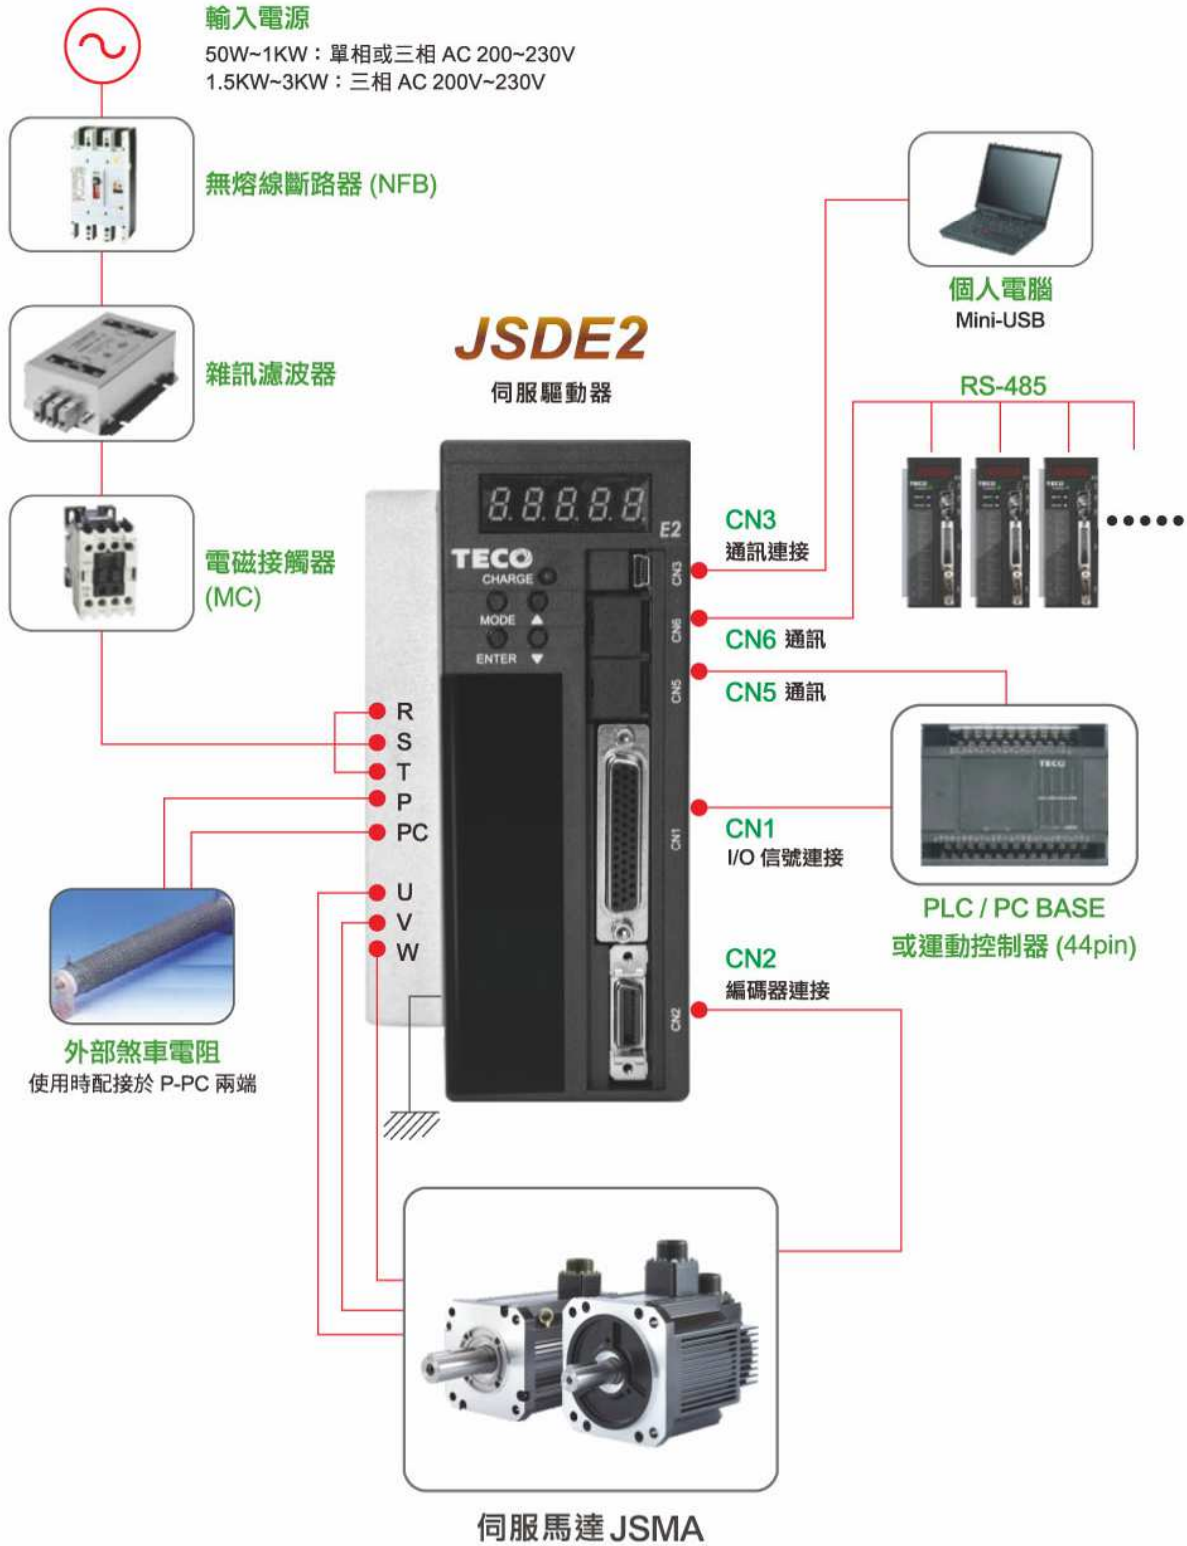 輸入電源
50W~1KW：單相或三相 AC 200~230V
1.5KW~3KW：三相 AC 200V~230V
無熔線斷路器 (NFB)
雜訊濾波器
電磁接觸器
(MC)
JSDE2
伺服驅動器
個人電腦
Mini-USB
RS-485
TECO
TECO
TECO
88888
E2
TECO
CHARGE
MODE ▲
ENTER ▼
CN3
CN6
CN5
CN1
CN2
CN3
通訊連接
CN6 通訊
CN5 通訊
CN1
I/O 信號連接
CN2
編碼器連接
TECO
PLC / PC BASE
或運動控制器 (44pin)
R
S
T
P
PC
U
V
W
外部煞車電阻
使用時配接於 P-PC 兩端
伺服馬達 JSMA